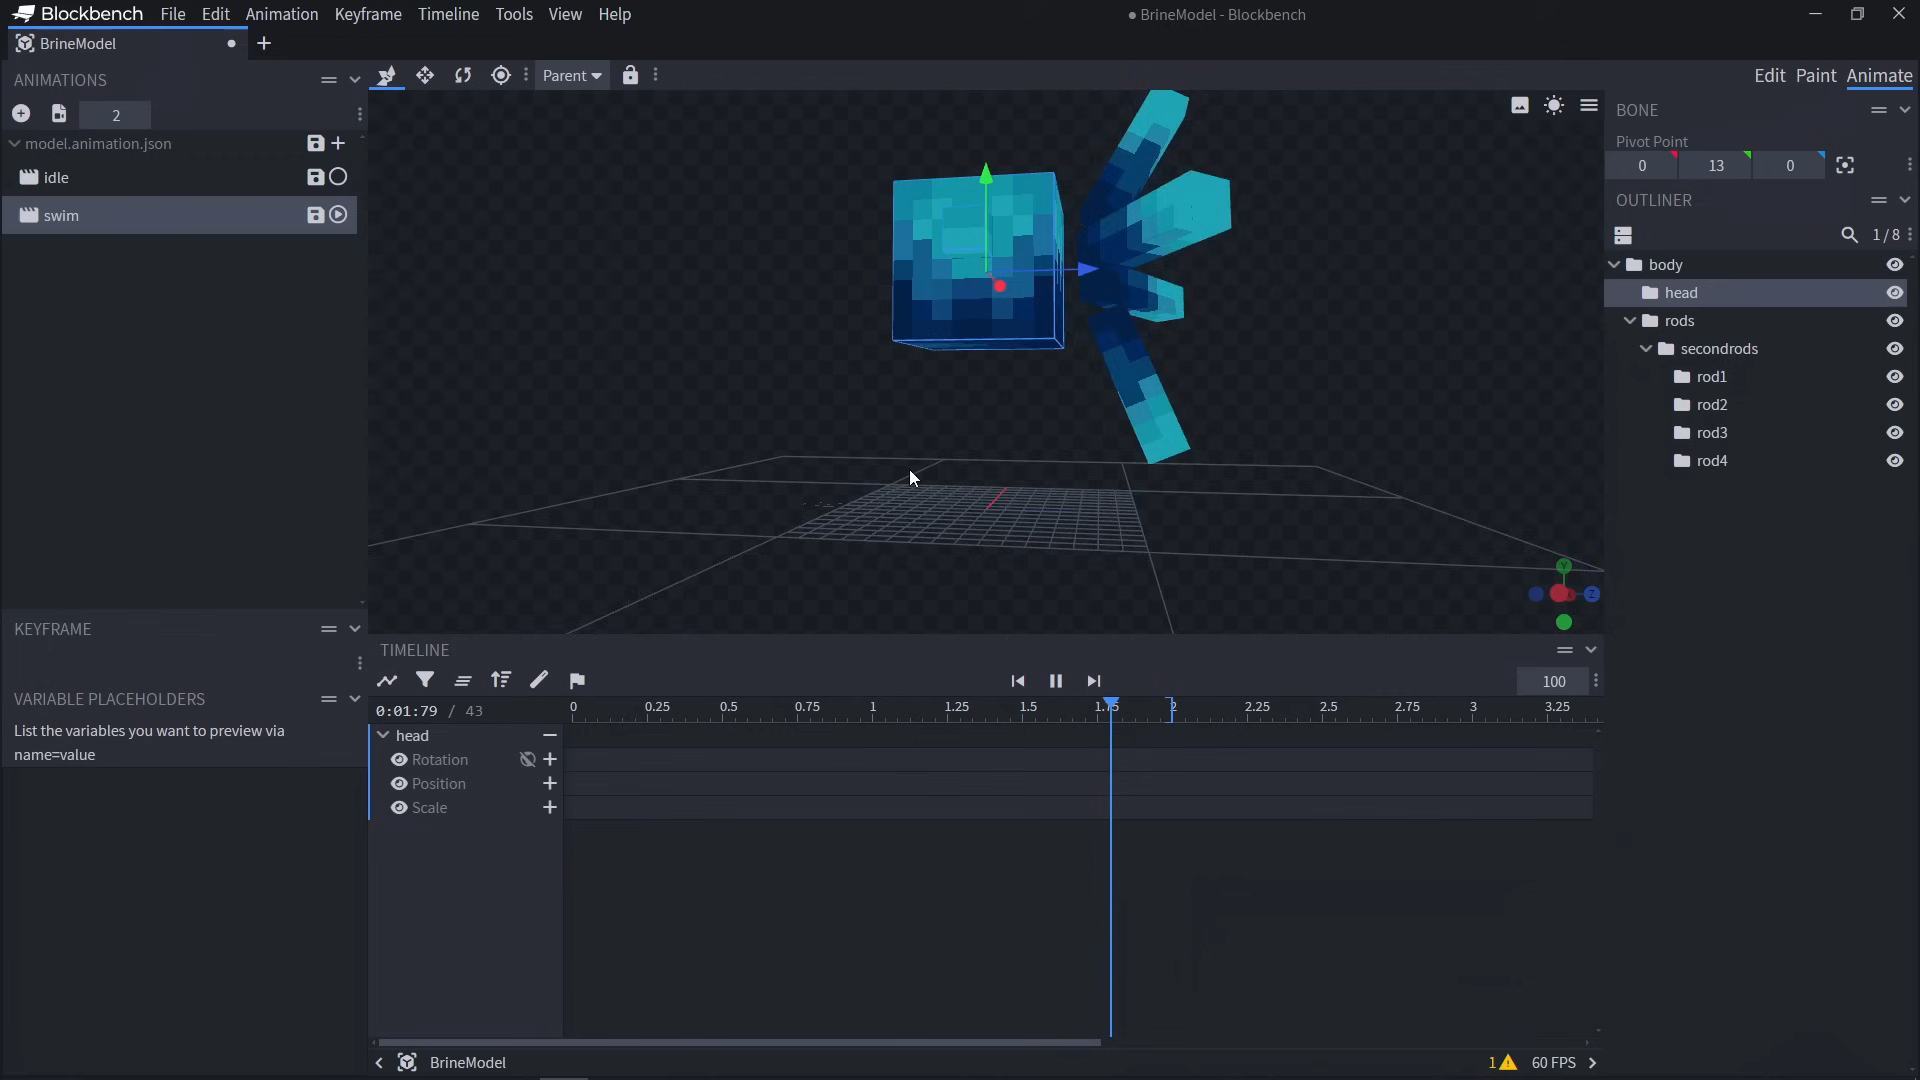 Blockbench File Edit Animation Keyframe Timeline Tools View Help
BrineModel - Blockbench
BrineModel
ANIMATIONS
2
model.animation.json
idle
swim
Parent
Edit Paint Animate
BONE
Pivot Point
0 13 0
OUTLINER
1 / 8
body
head
rods
secondrods
rod1
rod2
rod3
rod4
Y
Z
KEYFRAME
VARIABLE PLACEHOLDERS
List the variables you want to preview via
name=value
TIMELINE
100
0:01:79 / 43
0 0.25 0.5 0.75 1 1.25 1.5 1.75 2 2.25 2.5 2.75 3 3.25
head
Rotation
Position
Scale
BrineModel
1
60 FPS